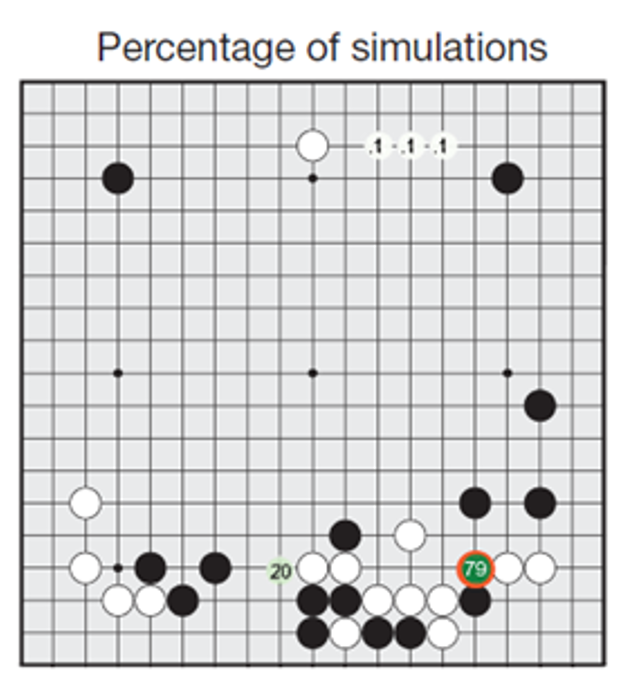 Percentage of simulations
.1 .1 .1
20
79